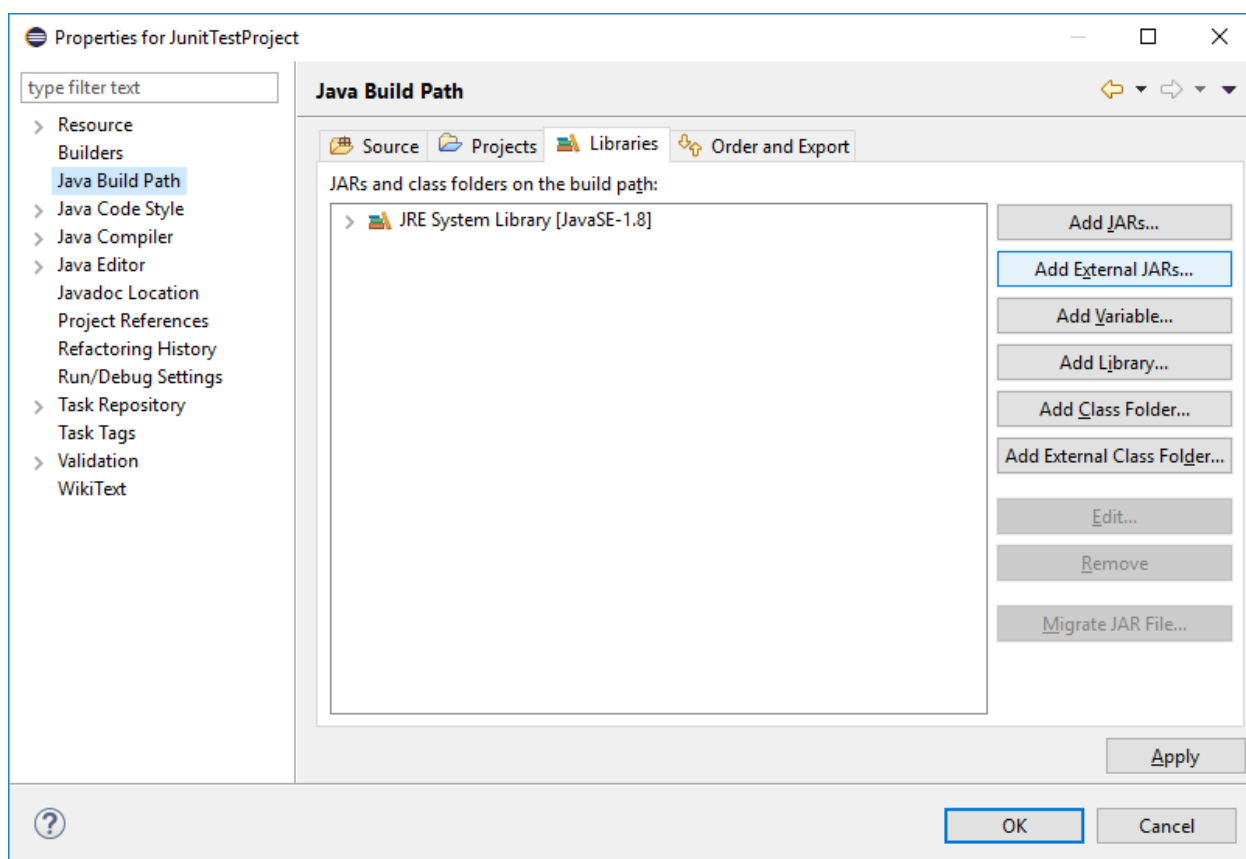 Properties for JunitTestProject
type filter text
Resource
Builders
Java Build Path
Java Code Style
Java Compiler
Java Editor
Javadoc Location
Project References
Refactoring History
Run/Debug Settings
Task Repository
Task Tags
Validation
WikiText
Java Build Path
Source Projects Libraries Order and Export
JARs and class folders on the build path:
JRE System Library [JavaSE-1.8]
Add JARs...
Add External JARs...
Add Variable...
Add Library...
Add Class Folder...
Add External Class Folder...
Edit...
Remove
Migrate JAR File...
Apply
?
OK Cancel